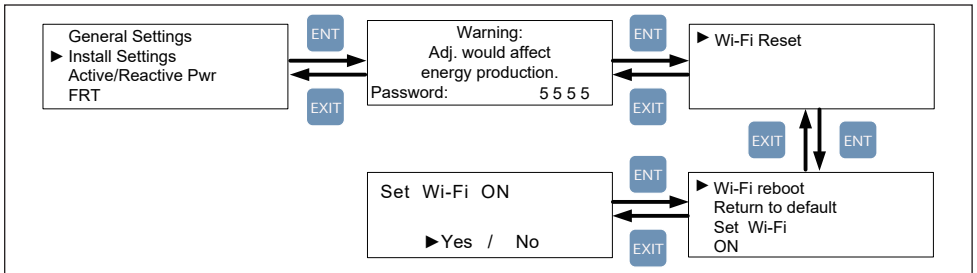 General Settings
► Install Settings
Active/Reactive Pwr
FRT
ENT
EXIT
Warning:
Adj. would affect
energy production.
Password: 5 5 5 5
ENT
EXIT
► Wi-Fi Reset
EXIT
ENT
Set Wi-Fi ON
►Yes / No
ENT
EXIT
► Wi-Fi reboot
Return to default
Set Wi-Fi
ON